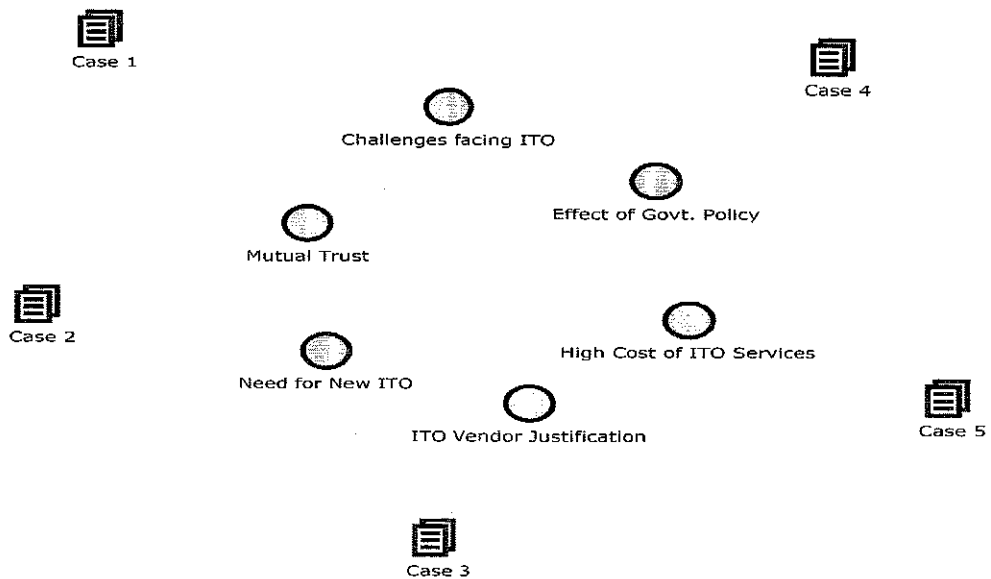 Case 1
Case 4
Challenges facing ITO
Effect of Govt. Policy
Mutual Trust
Case 2
High Cost of ITO Services
Need for New ITO
ITO Vendor Justification
Case 5
Case 3